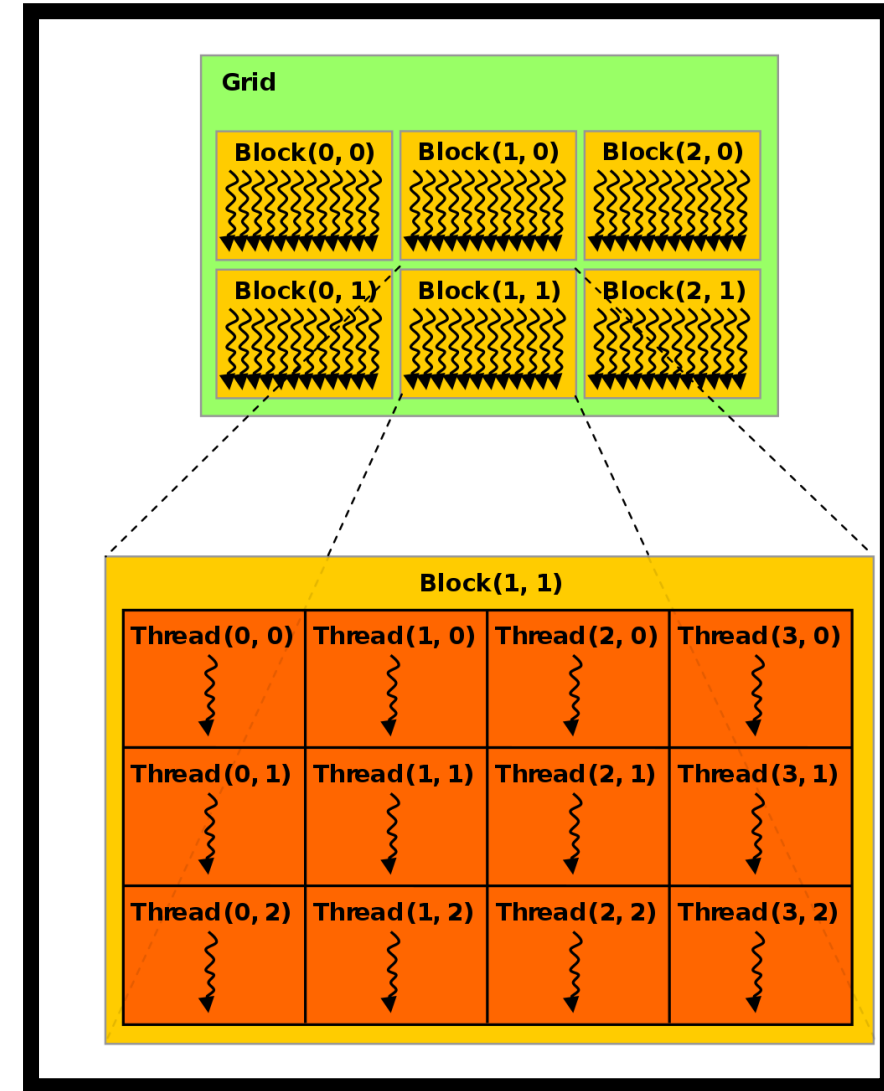 Grid
Block(0, 0) Block(1, 0) Block(2, 0)
Block(0, 1) Block(1, 1) Block(2, 1)
Block(1, 1)
Thread(0, 0) Thread(1, 0) Thread(2, 0) Thread(3, 0)
Thread(0, 1) Thread(1, 1) Thread(2, 1) Thread(3, 1)
Thread(0, 2) Thread(1, 2) Thread(2, 2) Thread(3, 2)